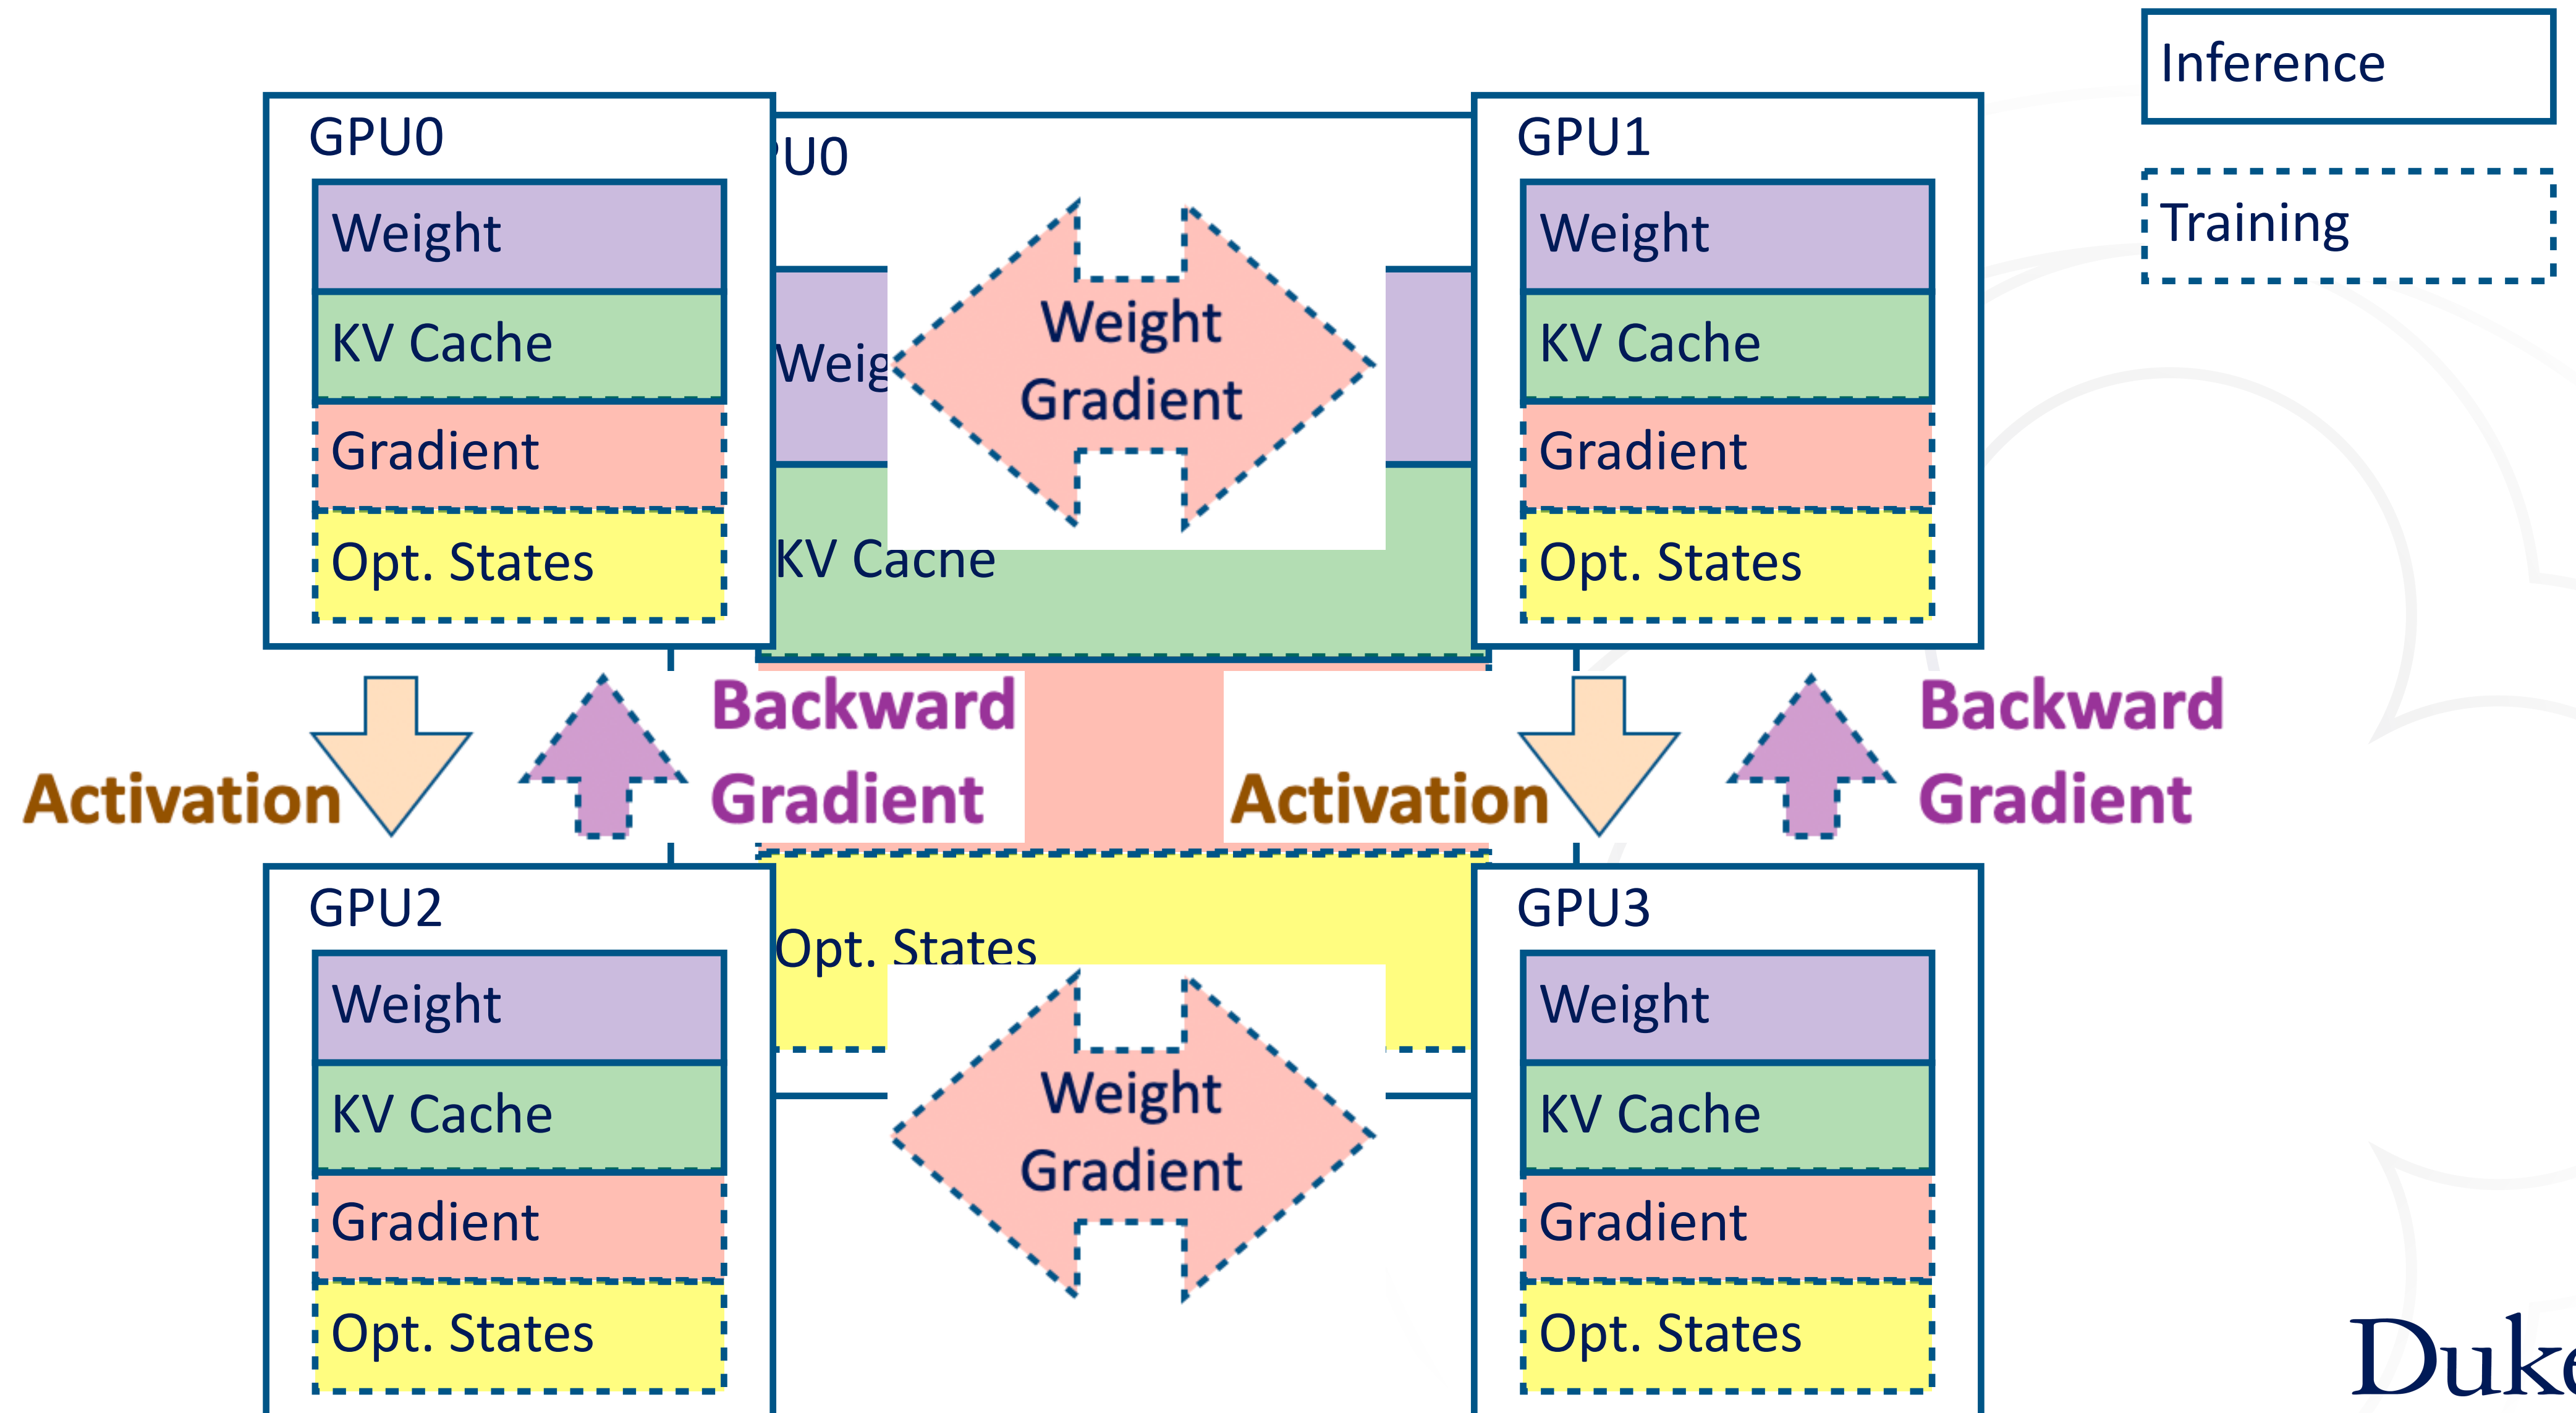 Inference
Training
GPU0
Weight
KV Cache
Gradient
Opt. States
U0
Weig
KV Cache
Opt. States
Weight
Gradient
GPU1
Weight
KV Cache
Gradient
Opt. States
Activation
Backward
Gradient
Activation
Backward
Gradient
GPU2
Weight
KV Cache
Gradient
Opt. States
Weight
Gradient
GPU3
Weight
KV Cache
Gradient
Opt. States
Duke